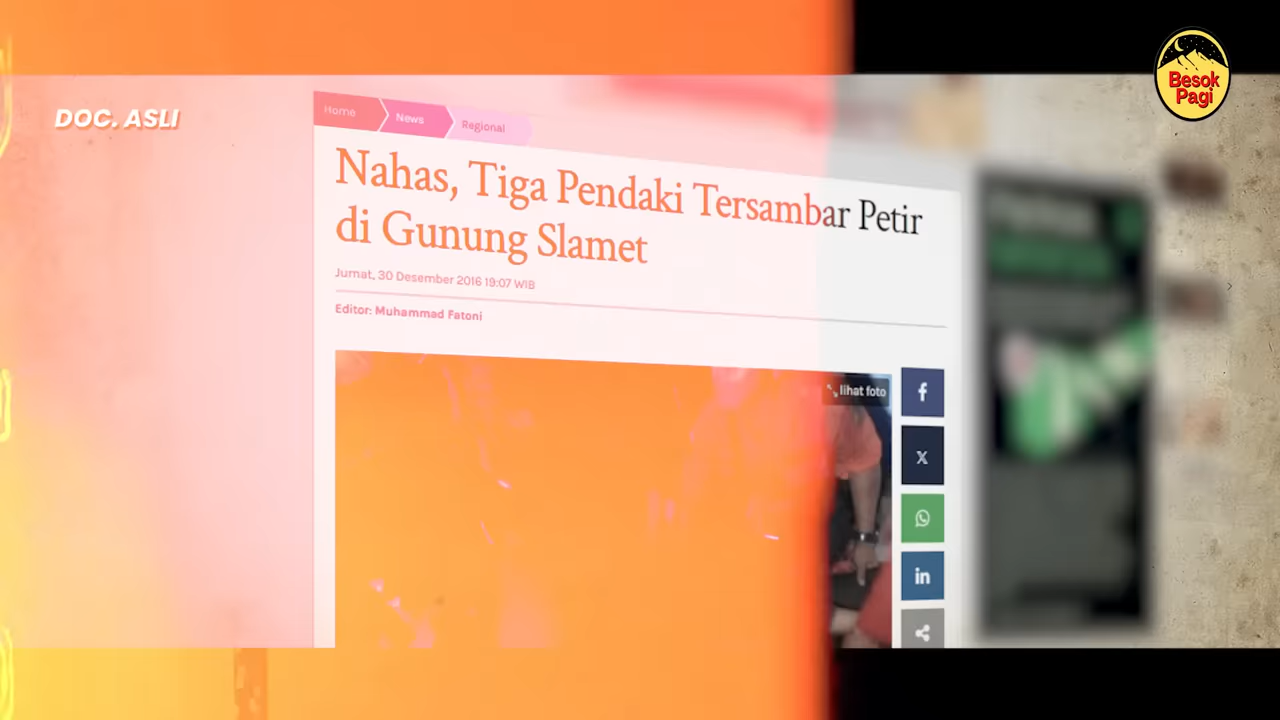 DOC. ASLI
Besok
Pagi
Home
News
Regional
Nahas, Tiga Pendaki Tersambar Petir
di Gunung Slamet
Jumat, 30 Desember 2016 19:07 WIB
Editor: Muhammad Fatoni
lihat foto